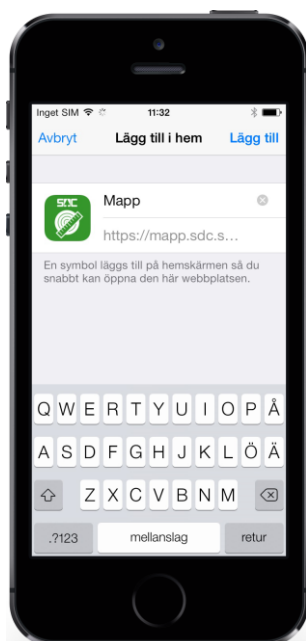 Inget SIM 11:32
Avbryt Lägg till i hem Lägg till
SDC
Mapp
https://mapp.sdc.s…
En symbol läggs till på hemskärmen så du
snabbt kan öppna den här webbplatsen.
Q W E R T Y U I O P Å
A S D F G H J K L Ö Ä
Z X C V B N M
.?123 mellanslag retur